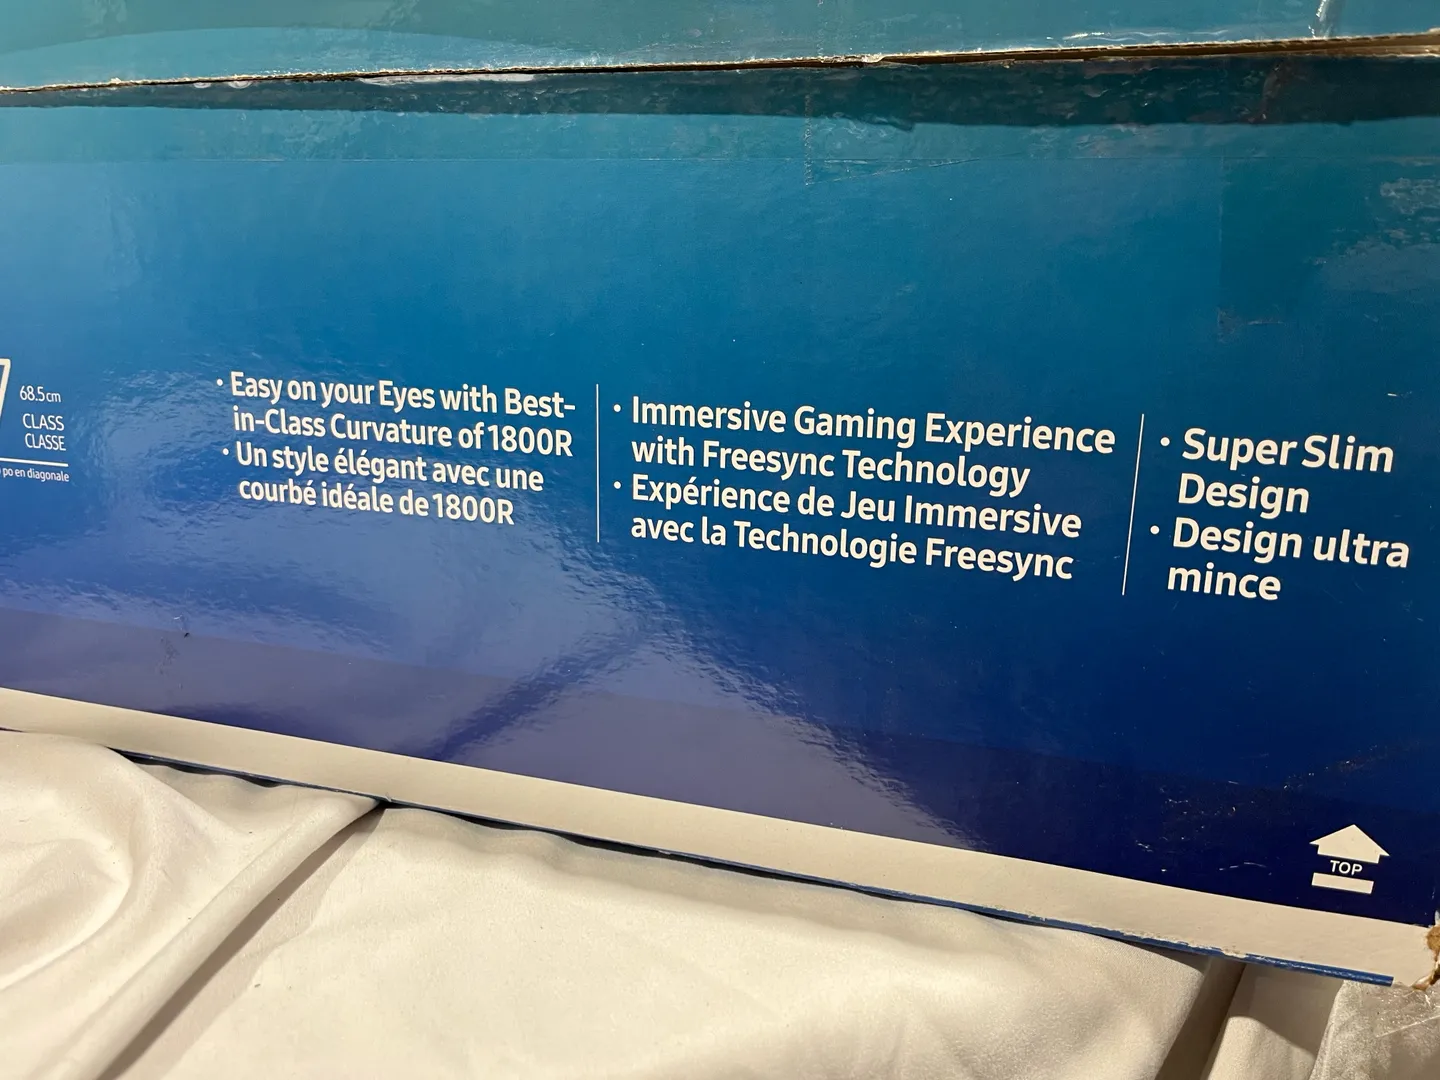 68.5cm
CLASS
CLASSE
po en diagonale
• Easy on your Eyes with Best-
in-Class Curvature of 1800R
• Un style élégant avec une
courbé idéale de 1800R
• Immersive Gaming Experience
with Freesync Technology
• Expérience de Jeu Immersive
avec la Technologie Freesync
• Super Slim
Design
• Design ultra
mince
TOP